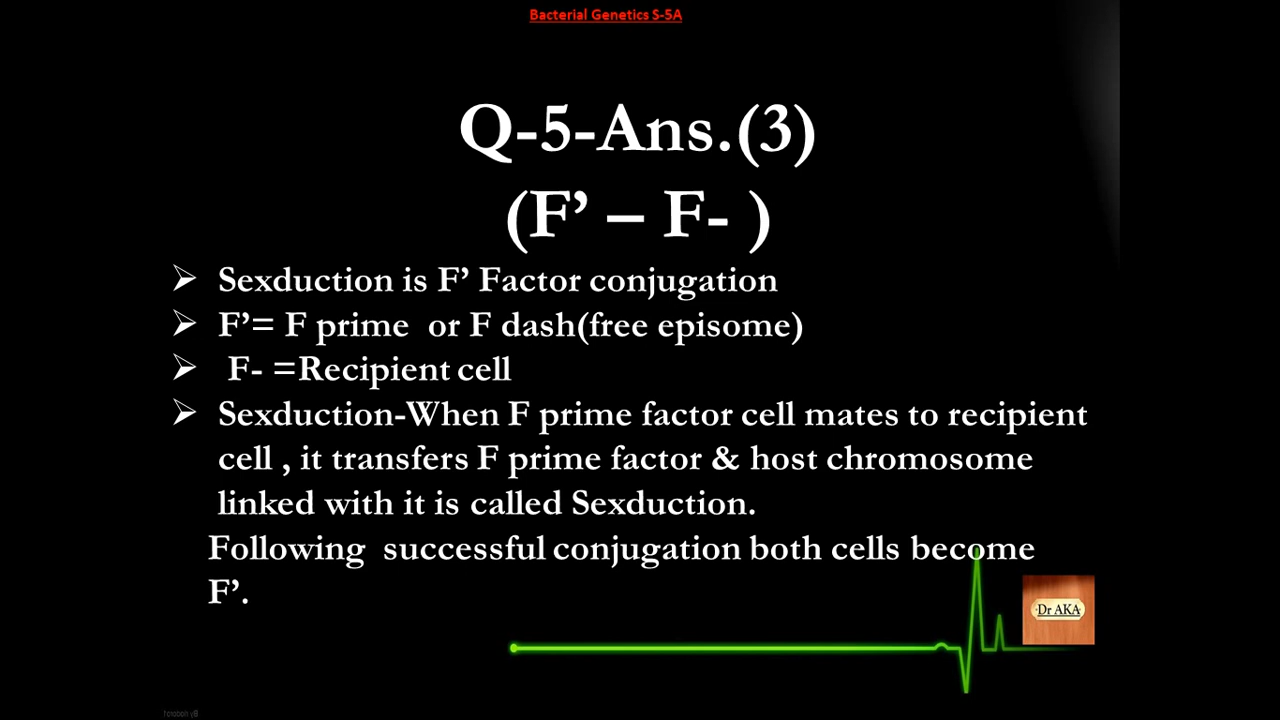 Bacterial Genetics S-5A
Q-5-Ans.(3)
(F’ – F- )
➢ Sexduction is F’ Factor conjugation
➢ F’= F prime  or F dash(free episome)
➢ F- =Recipient cell
➢ Sexduction-When F prime factor cell mates to recipient
cell , it transfers F prime factor & host chromosome
linked with it is called Sexduction.
Following  successful conjugation both cells become
F’.
Dr AKA